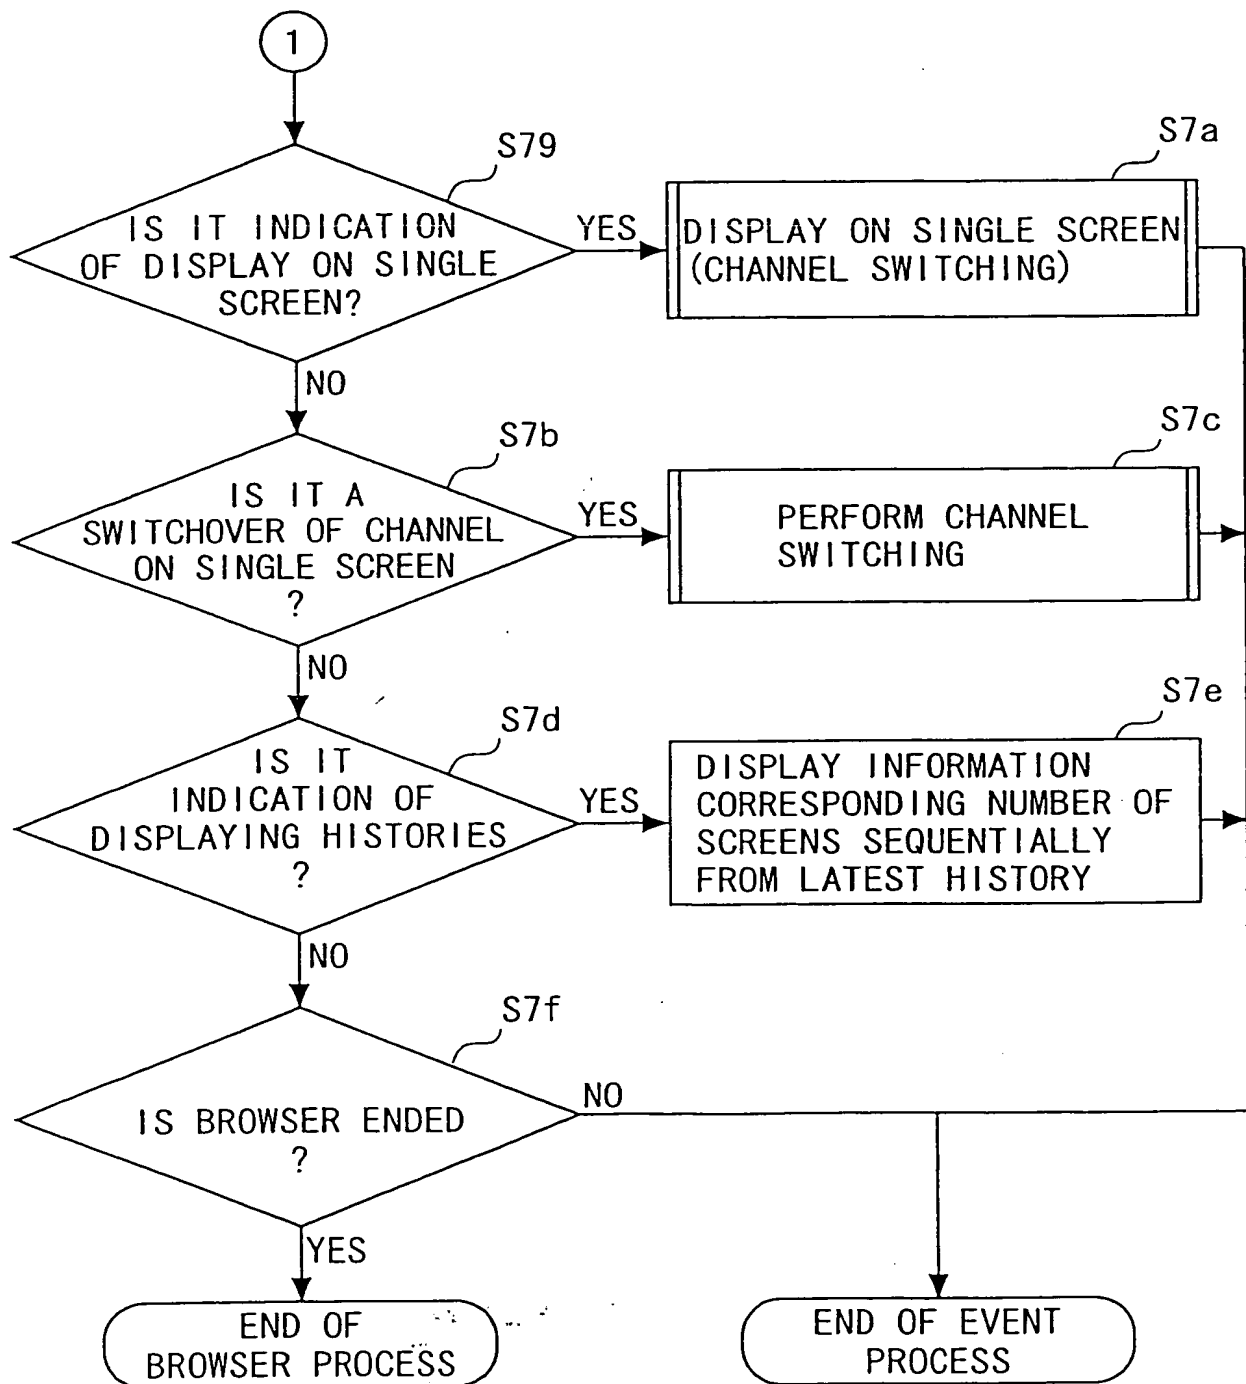 1
S79
IS IT INDICATION
OF DISPLAY ON SINGLE
SCREEN?
YES
S7a
DISPLAY ON SINGLE SCREEN
(CHANNEL SWITCHING)
NO
S7b
IS IT A
SWITCHOVER OF CHANNEL
ON SINGLE SCREEN
?
YES
S7c
PERFORM CHANNEL
SWITCHING
NO
S7d
IS IT
INDICATION OF
DISPLAYING HISTORIES
?
YES
S7e
DISPLAY INFORMATION
CORRESPONDING NUMBER OF
SCREENS SEQUENTIALLY
FROM LATEST HISTORY
NO
S7f
IS BROWSER ENDED
?
NO
YES
END OF
BROWSER PROCESS
END OF EVENT
PROCESS